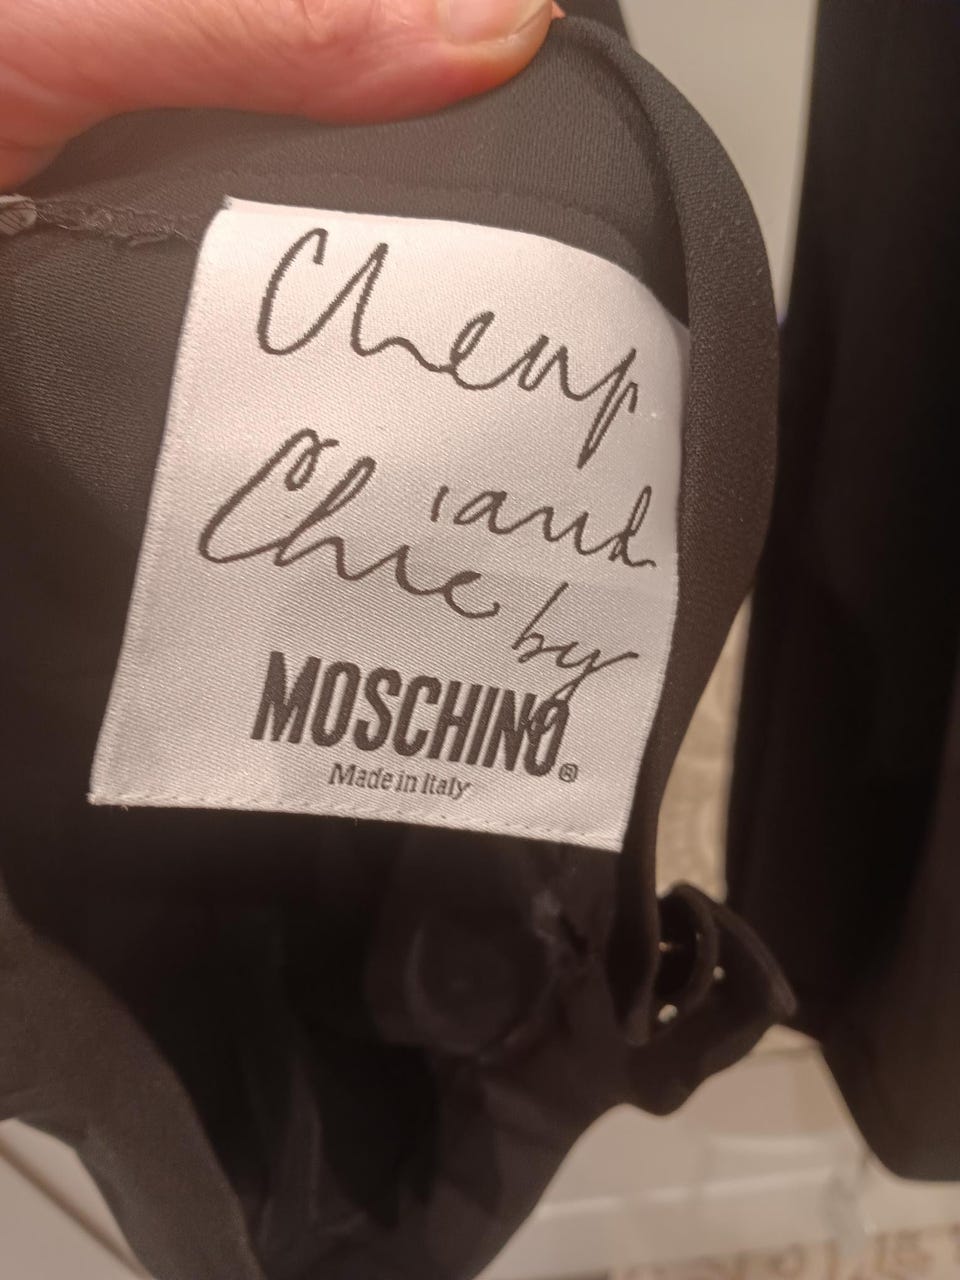 Cheap
and
Chic by
MOSCHINO®
Made in Italy